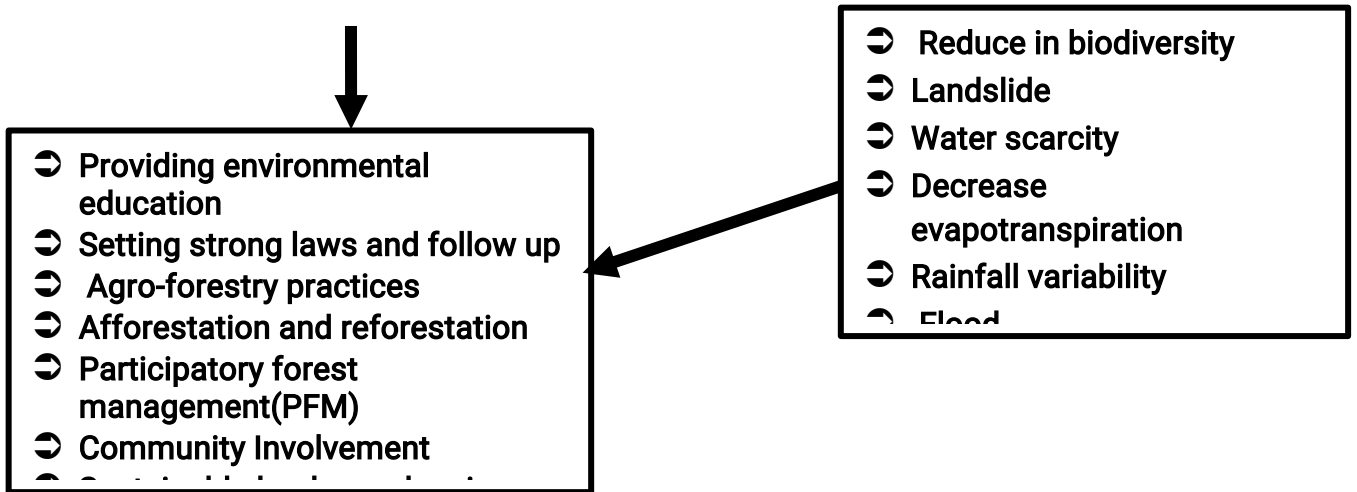 ➲ Providing environmental
education
➲ Setting strong laws and follow up
➲ Agro-forestry practices
➲ Afforestation and reforestation
➲ Participatory forest
management(PFM)
➲ Community Involvement
➲ Reduce in biodiversity
➲ Landslide
➲ Water scarcity
➲ Decrease
evapotranspiration
➲ Rainfall variability
➲ Flood